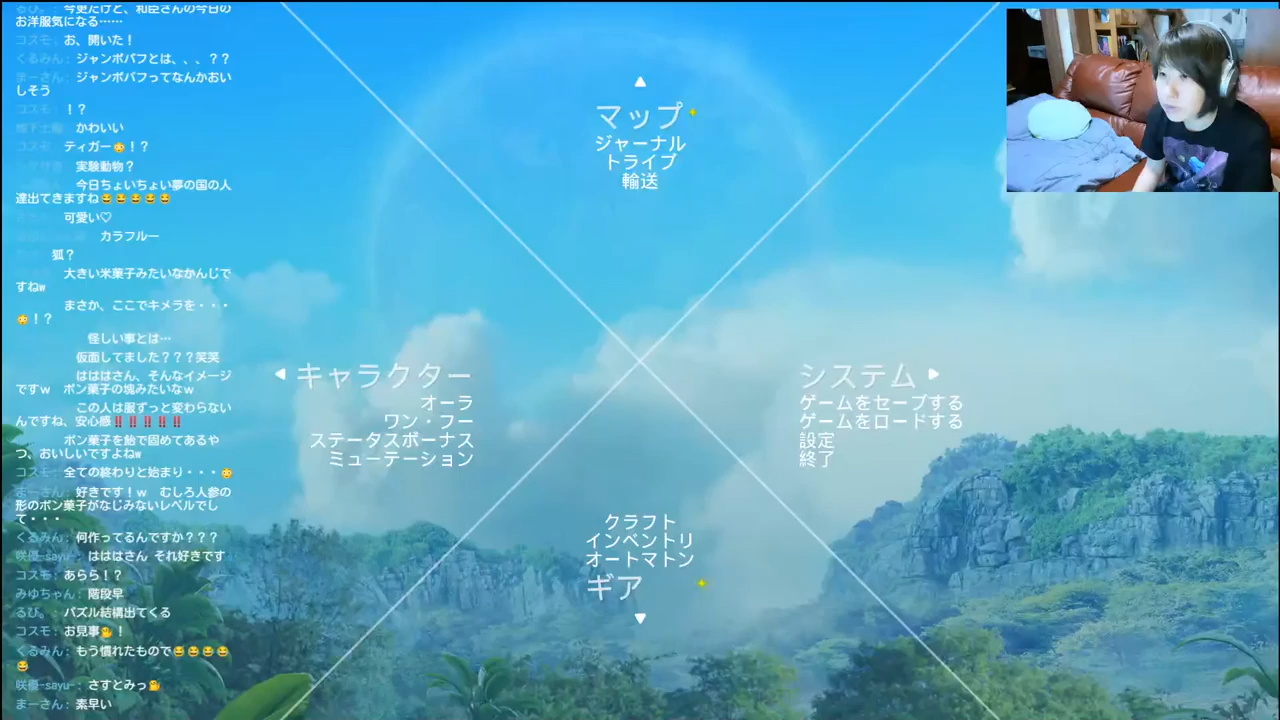 るぴ。: 今更だけど、和臣さんの今日の
お洋服気になる……
コスモ: お、開いた！
くるみん: ジャンボパフとは、、、？？
まーさん: ジャンボパフってなんかおい
しそう
コスモ: ！？
かわいい
コスモ: ティガー😳！？
実験動物？
今日ちょいちょい夢の国の人
達出てきますね😂😂😂😂😂
可愛い♡
カラフルー
狐？
大きい米菓子みたいなかんじで
すねw
まさか、ここでキメラを・・・
😳！？
怪しい事とは…
仮面してました？？？笑笑
はははさん、そんなイメージ
ですｗ　ポン菓子の塊みたいなｗ
この人は服ずっと変わらない
んですね、安心感‼️‼️‼️‼️‼️
ポン菓子を飴で固めてあるや
つ、おいしいですよねw
コスモ: 全ての終わりと始まり・・・😳
まーさん: 好きです！ｗ　むしろ人参の
形のポン菓子がなじみないレベルでし
て・・・
くるみん: 何作ってるんですか？？？
咲優-sayu-: はははさん それ好きです
コスモ: あらら！？
みゆちゃん: 階段早
るぴ。: パズル結構出てくる
コスモ: お見事👏！
くるみん: もう慣れたもので😂😂😂😂
😂
咲優-sayu-: さすとみっ👏
まーさん: 素早い
マップ
ジャーナル
トライブ
輸送
キャラクター
オーラ
ワン・フー
ステータスボーナス
ミューテーション
システム
ゲームをセーブする
ゲームをロードする
設定
終了
クラフト
インベントリ
オートマトン
ギア